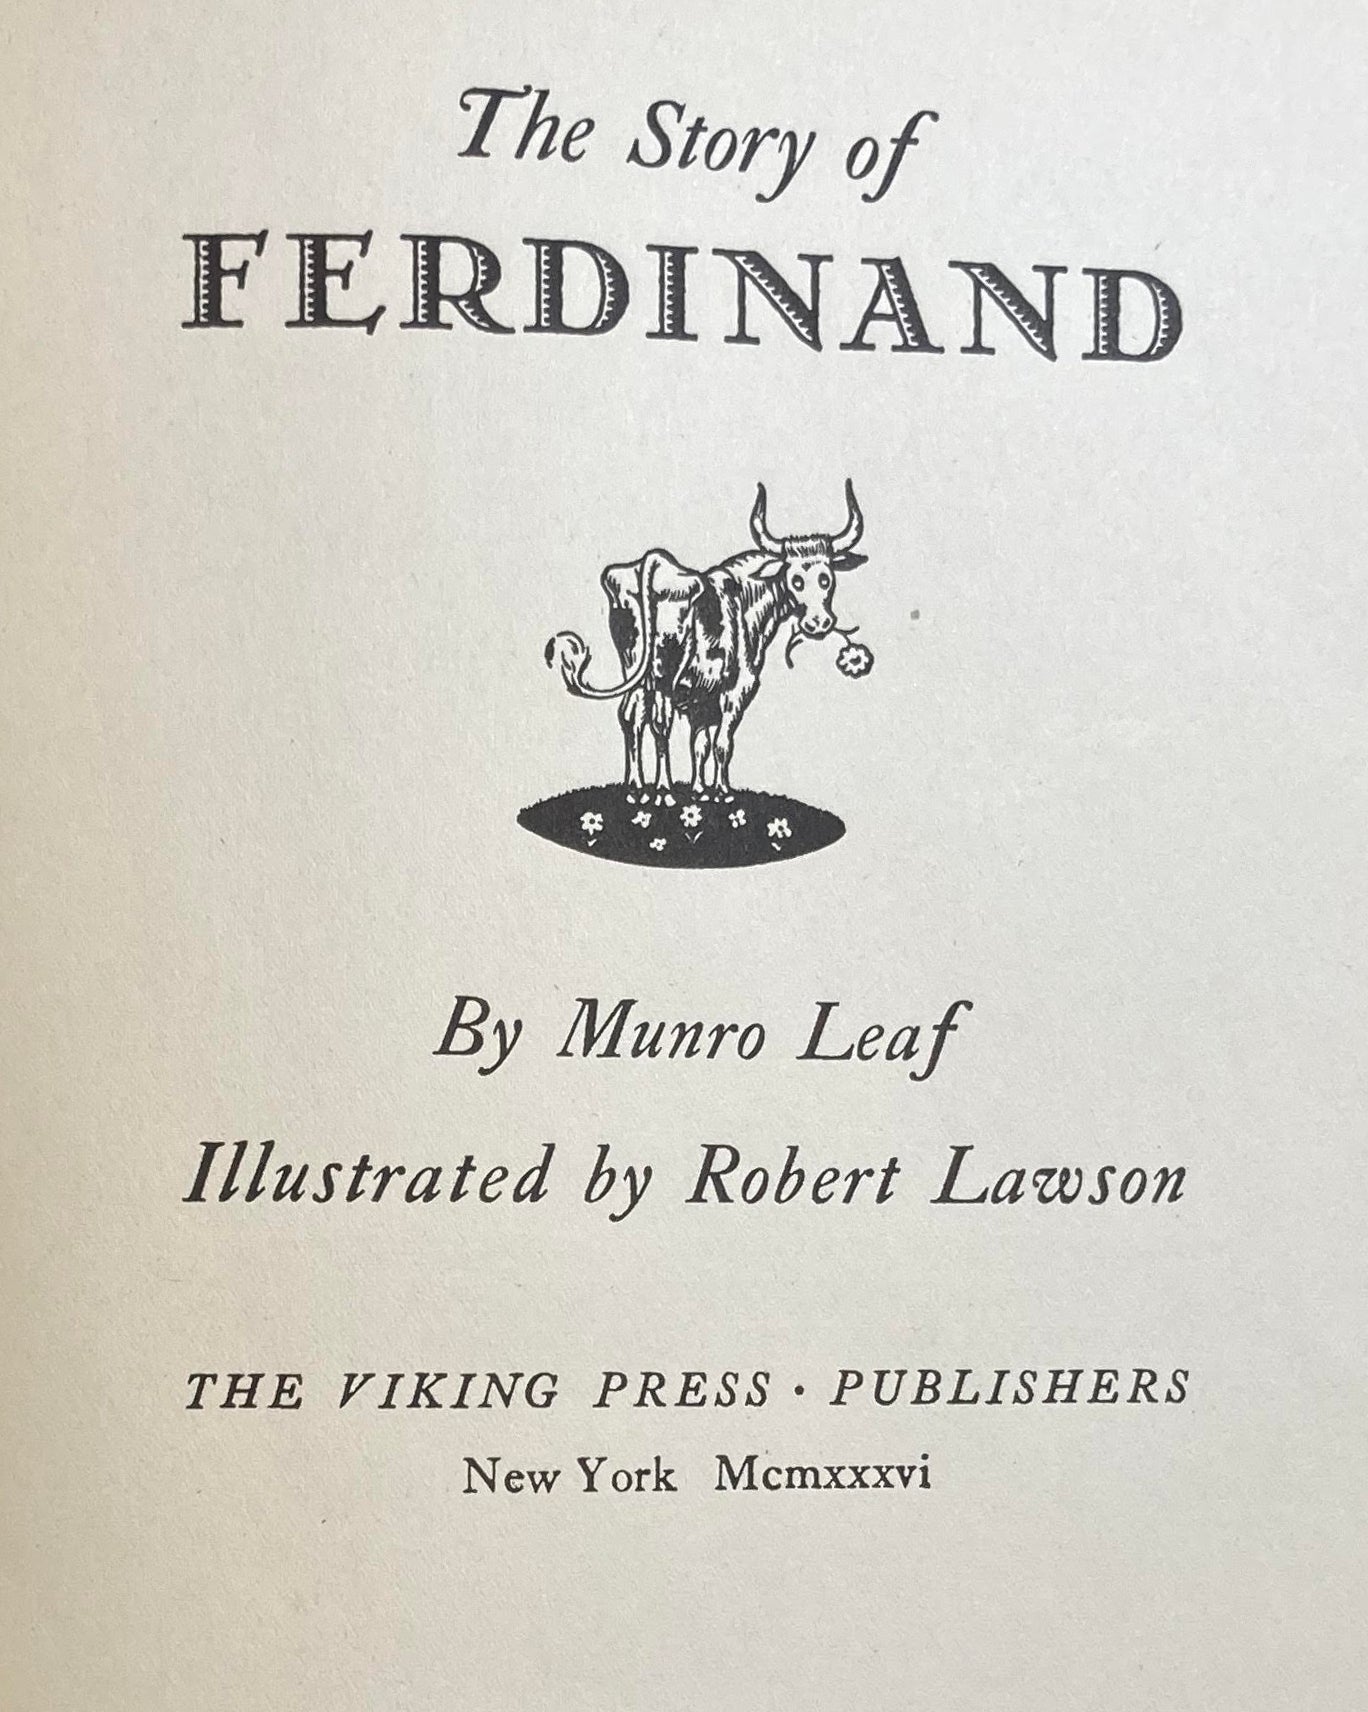 The Story of
FERDINAND
By Munro Leaf
Illustrated by Robert Lawson
THE VIKING PRESS · PUBLISHERS
New York Mcmxxxvi